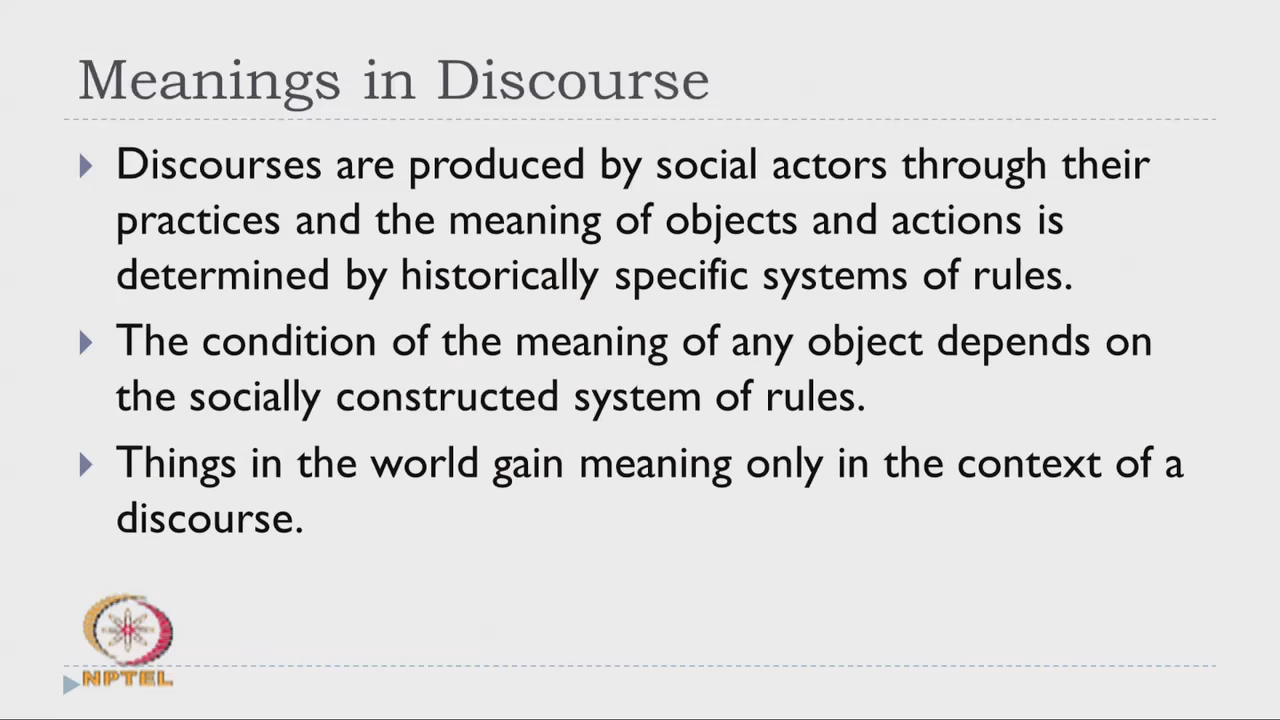 Meanings in Discourse
Discourses are produced by social actors through their
practices and the meaning of objects and actions is
determined by historically specific systems of rules.
The condition of the meaning of any object depends on
the socially constructed system of rules.
Things in the world gain meaning only in the context of a
discourse.
NPTEL